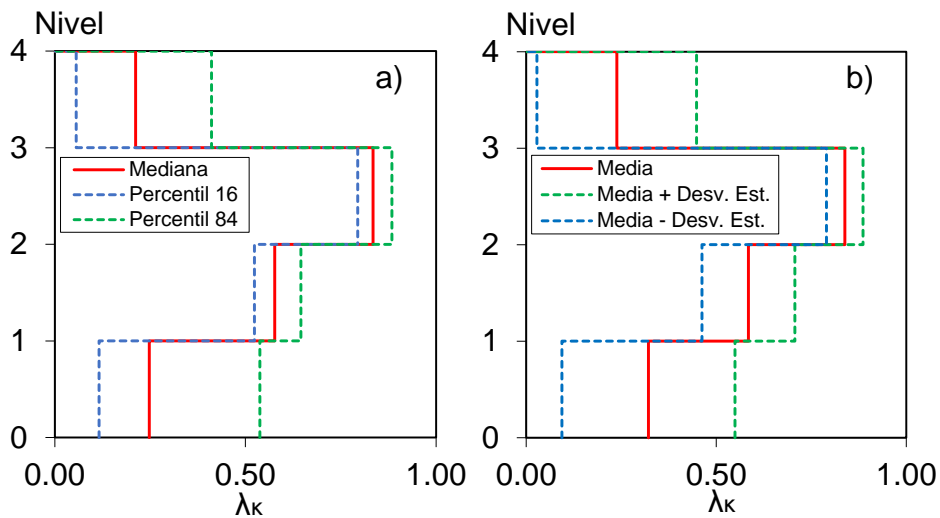 Nivel
4
3
2
1
0
a)
Mediana
Percentil 16
Percentil 84
0.00
0.50
1.00
λκ
Nivel
4
3
2
1
0
b)
Media
Media + Desv. Est.
Media - Desv. Est.
0.00
0.50
1.00
λκ